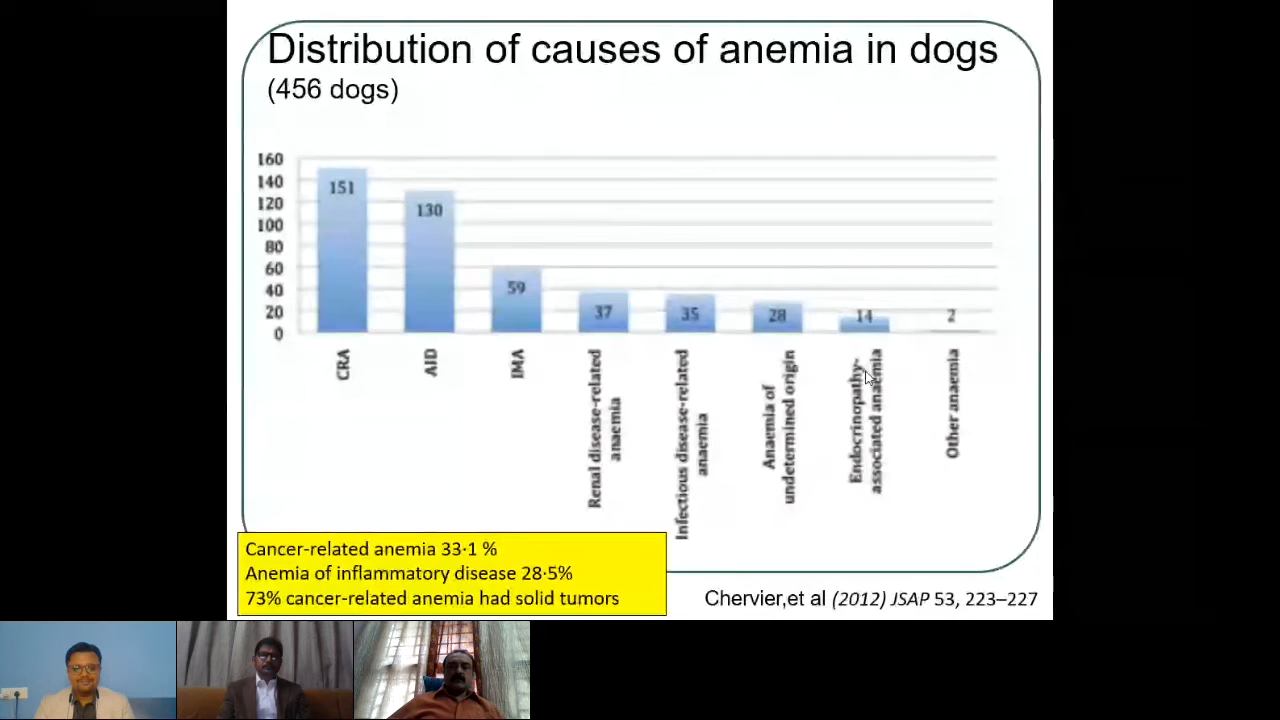 Distribution of causes of anemia in dogs
(456 dogs)
160
140
120
100
80
60
40
20
0
151
130
59
37
35
28
14
2
CRA
AID
IMA
Renal disease-related
anaemia
Infectious disease-related
anaemia
Anaemia of
undetermined origin
Endocrinopathy-
associated anaemia
Other anaemia
Cancer-related anemia 33·1 %
Anemia of inflammatory disease 28·5%
73% cancer-related anemia had solid tumors
Chervier,et al (2012) JSAP 53, 223–227